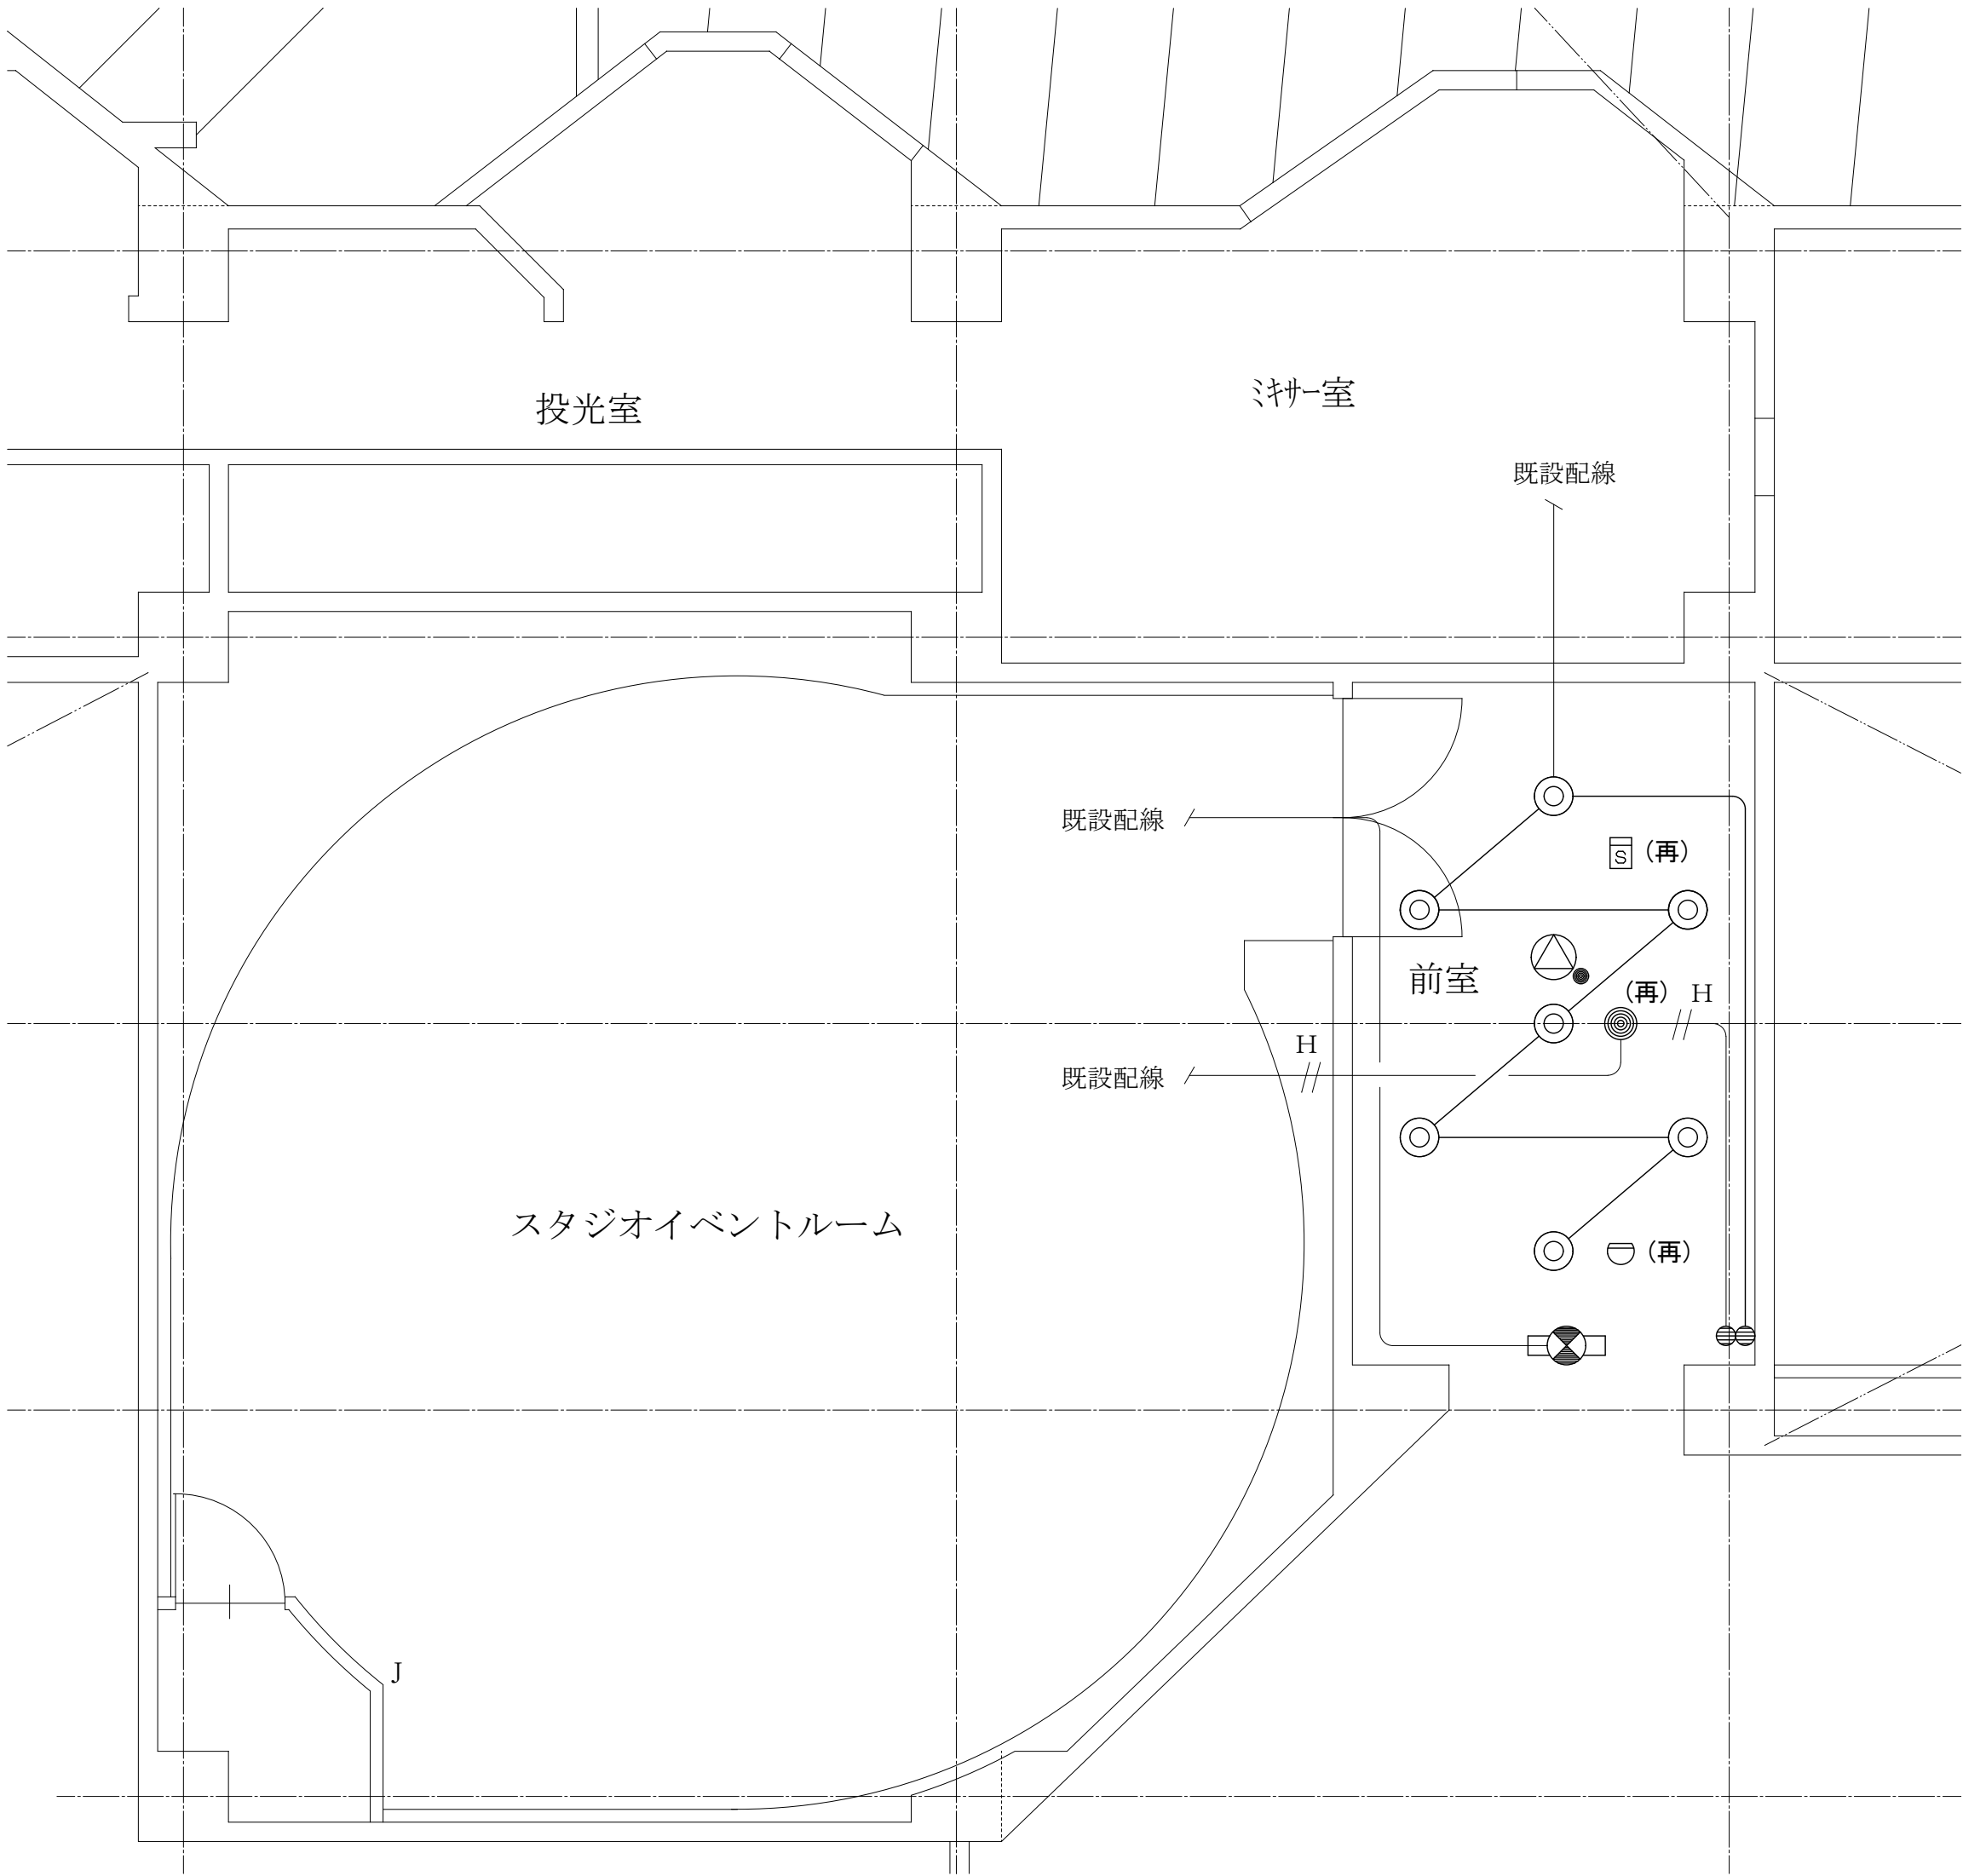 ミキサー室
投光室
既設配線
既設配線
S (再)
前室
(再) H
H
既設配線
スタジオイベントルーム
(再)
J